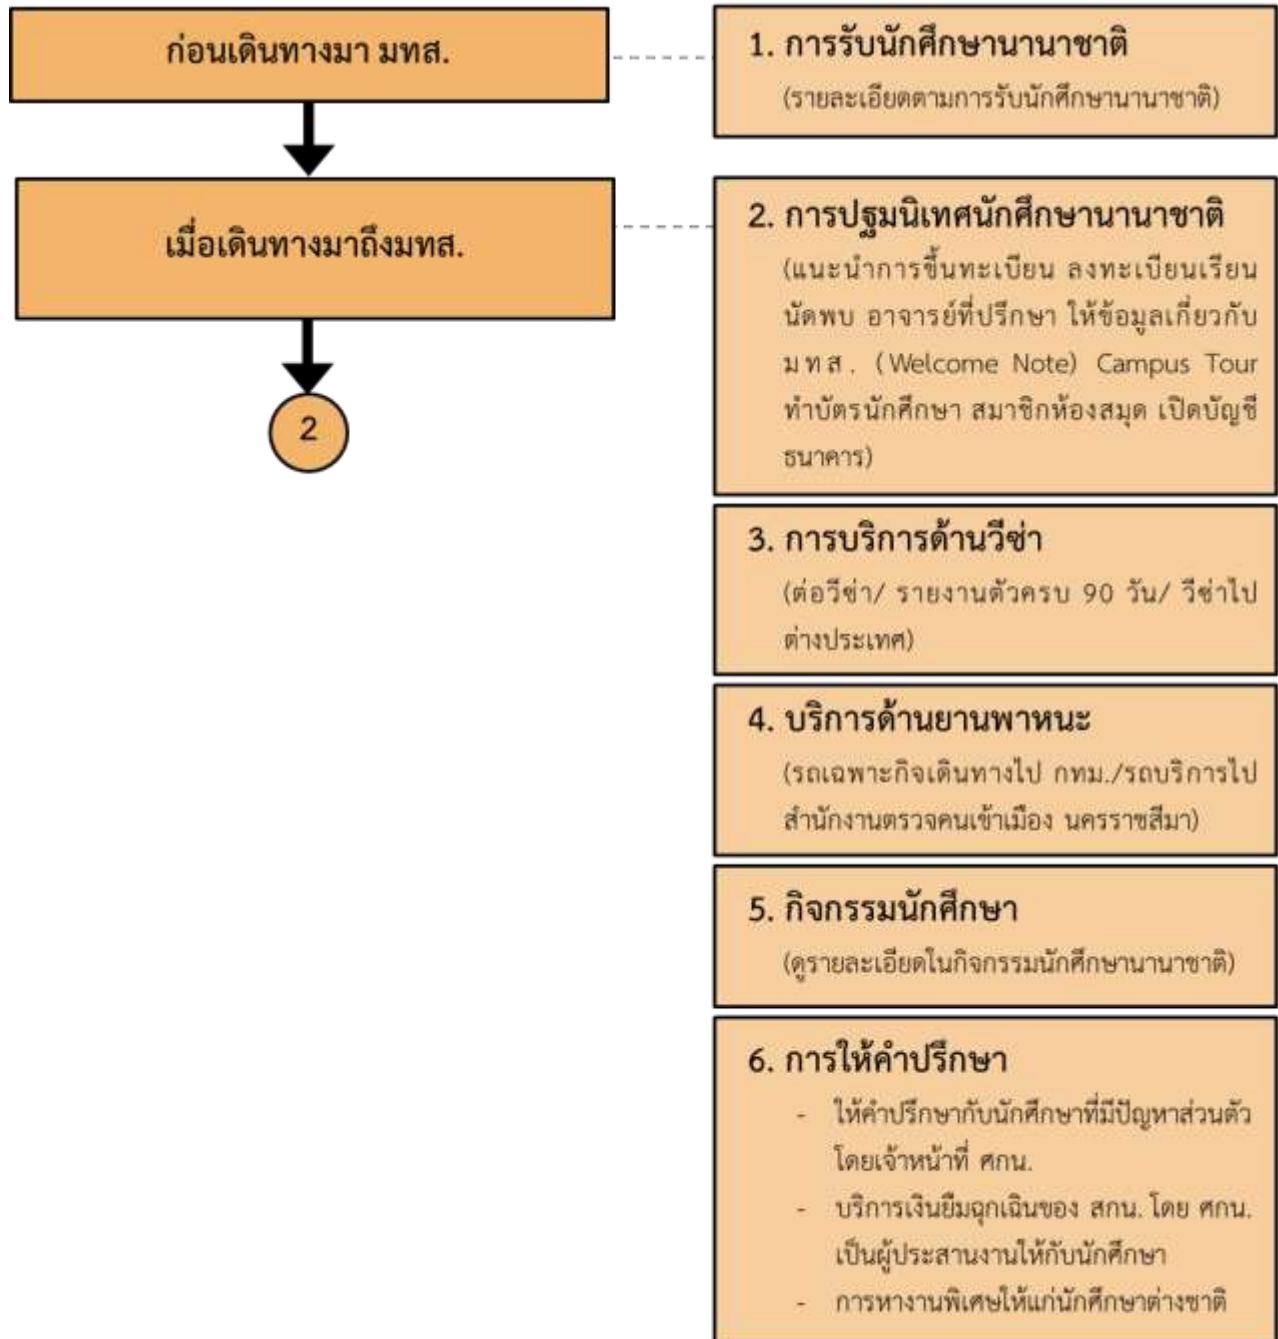 ก่อนเดินทางมา มทส.
1. การรับนักศึกษานานาชาติ
(รายละเอียดตามการรับนักศึกษานานาชาติ)
เมื่อเดินทางมาถึงมทส.
2
2. การปฐมนิเทศนักศึกษานานาชาติ
(แนะนำการขึ้นทะเบียน ลงทะเบียนเรียน
นัดพบ อาจารย์ที่ปรึกษา ให้ข้อมูลเกี่ยวกับ
มทส. (Welcome Note) Campus Tour
ทำบัตรนักศึกษา สมาชิกห้องสมุด เปิดบัญชี
ธนาคาร)
3. การบริการด้านวีซ่า
(ต่อวีซ่า/ รายงานตัวครบ 90 วัน/ วีซ่าไป
ต่างประเทศ)
4. บริการด้านยานพาหนะ
(รถเฉพาะกิจเดินทางไป กทม./รถบริการไป
สำนักงานตรวจคนเข้าเมือง นครราชสีมา)
5. กิจกรรมนักศึกษา
(ดูรายละเอียดในกิจกรรมนักศึกษานานาชาติ)
6. การให้คำปรึกษา
- ให้คำปรึกษากับนักศึกษาที่มีปัญหาส่วนตัว
โดยเจ้าหน้าที่ ศกน.
- บริการเงินยืมฉุกเฉินของ สกน. โดย ศกน.
เป็นผู้ประสานงานให้กับนักศึกษา
- การหางานพิเศษให้แก่นักศึกษาต่างชาติ